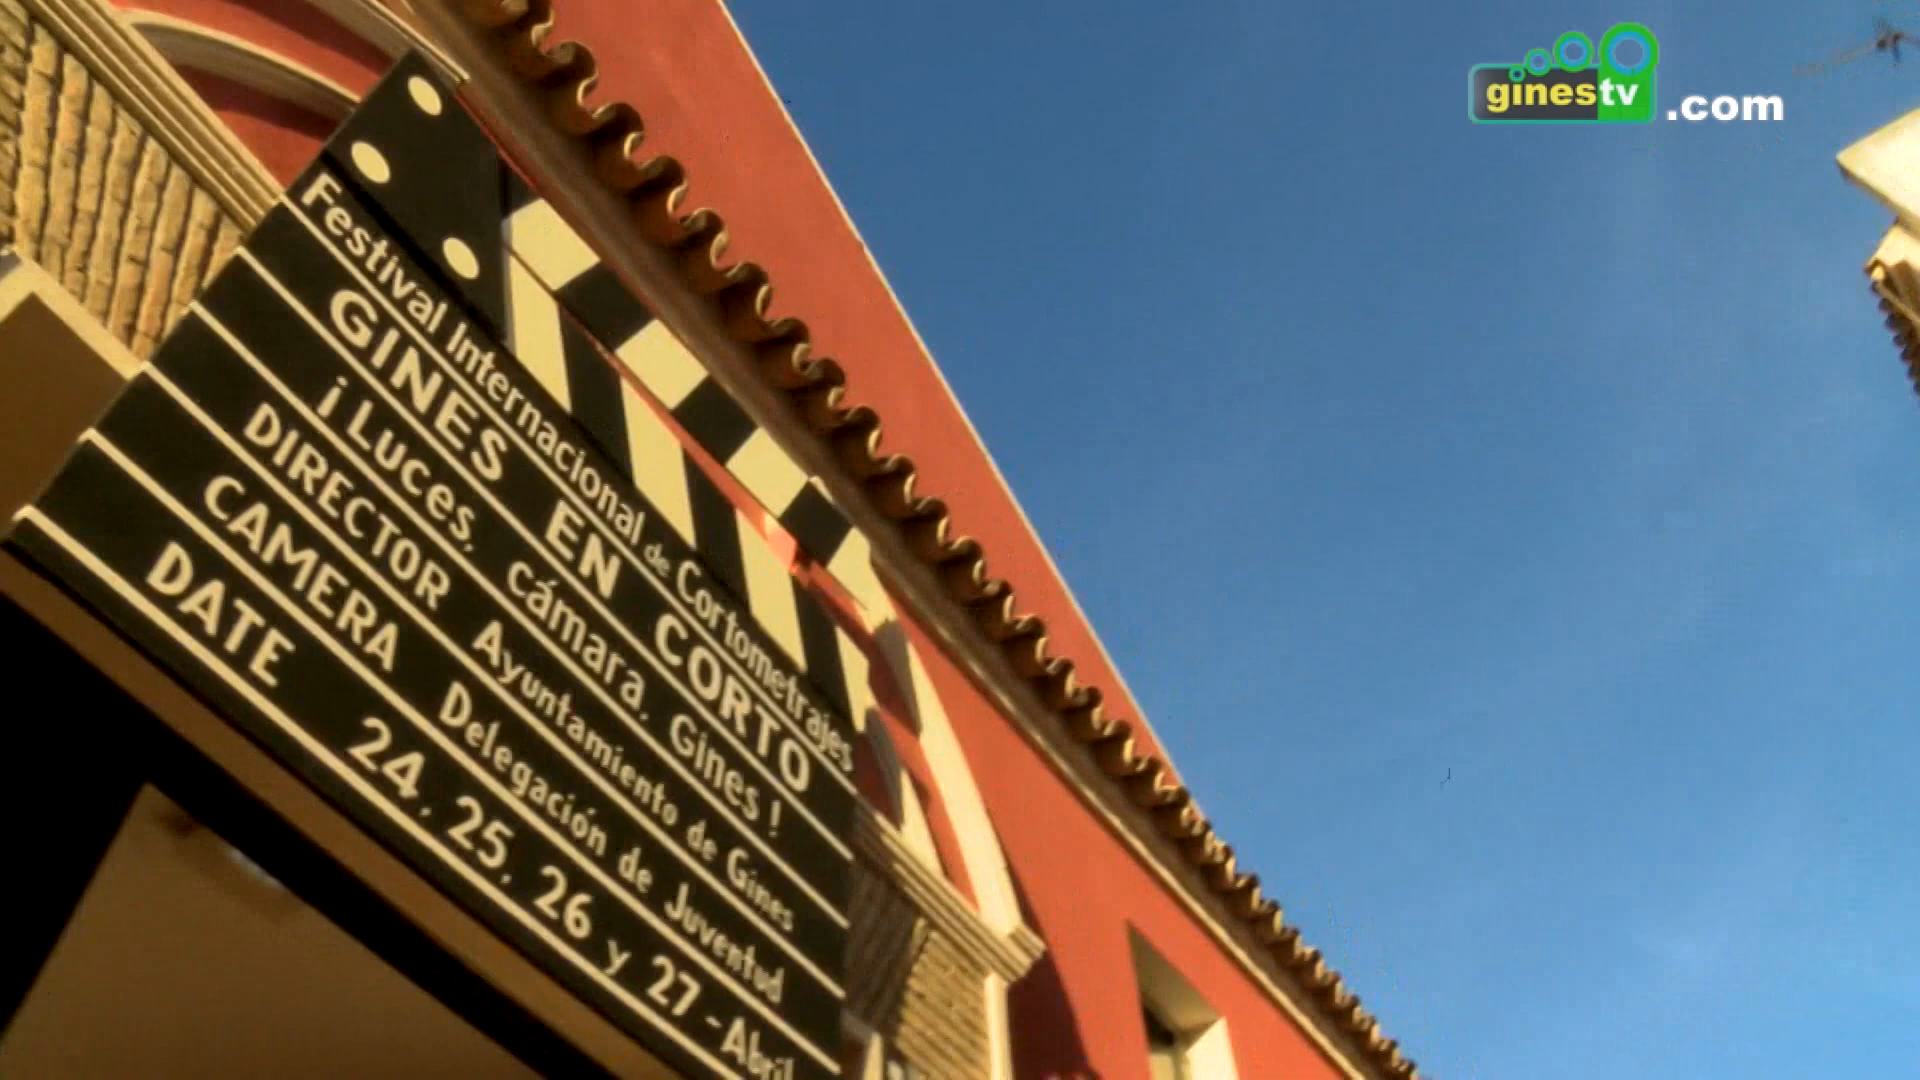 ginestv.com
Festival Internacional de Cortometrajes
GINES EN CORTO
¡Luces, cámara, Gines!
DIRECTOR Ayuntamiento de Gines
CAMERA Delegación de Juventud
DATE 24, 25, 26 y 27 - Abril